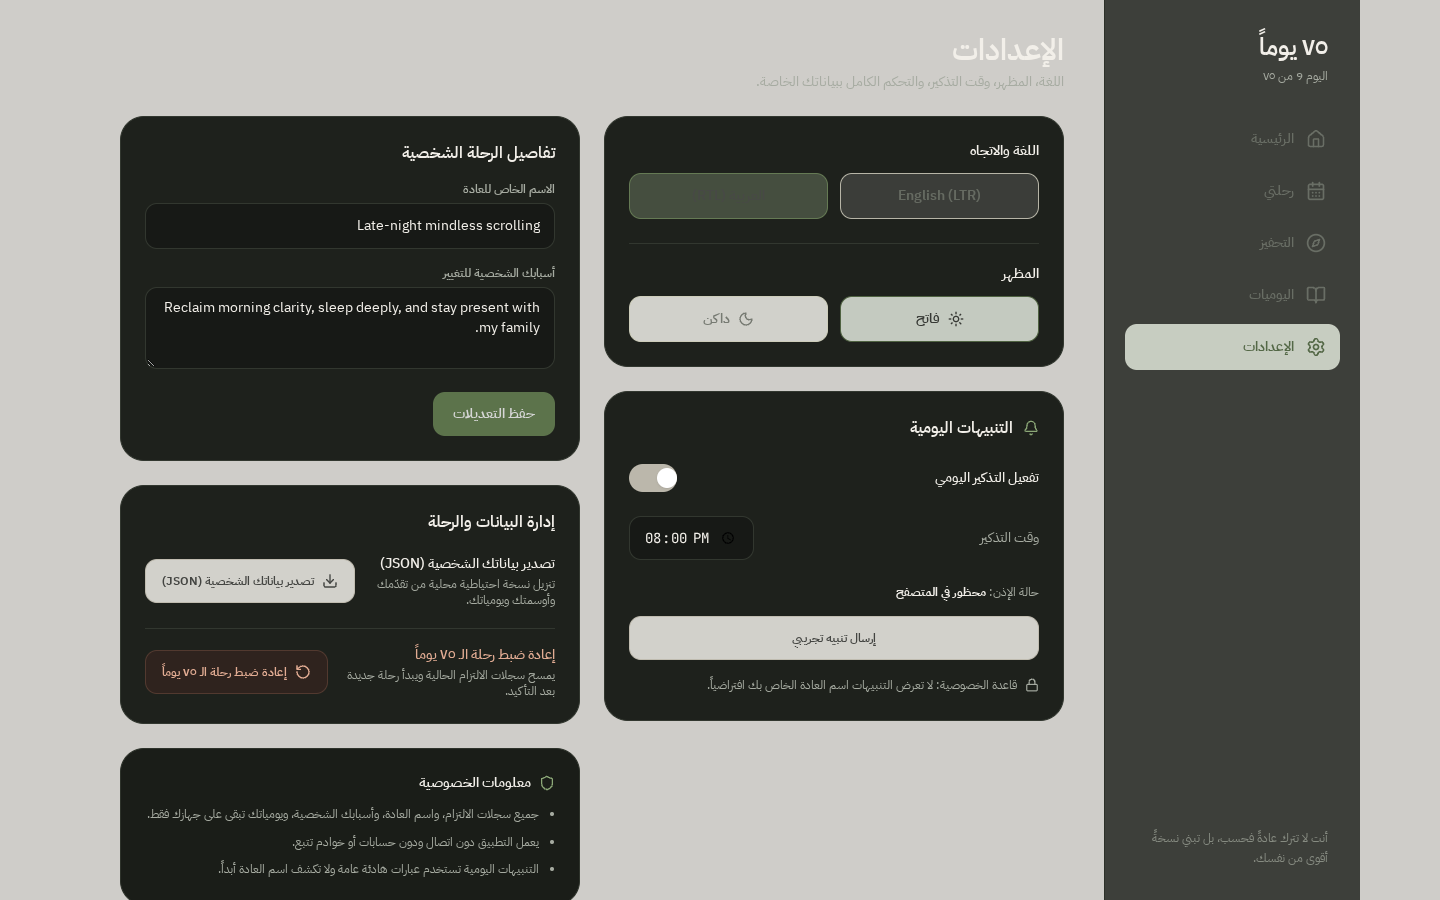 ٧٥ يوماً
اليوم 9 من ٧٥
الرئيسية
رحلتي
التحفيز
اليوميات
الإعدادات
أنت لا تترك عادةً فحسب، بل تبني نسخةً
أقوى من نفسك.
الإعدادات
اللغة، المظهر، وقت التذكير، والتحكم الكامل ببياناتك الخاصة.
اللغة والاتجاه
English (LTR)
المظهر
فاتح
داكن
التنبيهات اليومية
تفعيل التذكير اليومي
وقت التذكير
08:00 PM
حالة الإذن: محظور في المتصفح
إرسال تنبيه تجريبي
قاعدة الخصوصية: لا تعرض التنبيهات اسم العادة الخاص بك افتراضياً.
تفاصيل الرحلة الشخصية
الاسم الخاص للعادة
Late-night mindless scrolling
أسبابك الشخصية للتغيير
Reclaim morning clarity, sleep deeply, and stay present with
.my family
حفظ التعديلات
إدارة البيانات والرحلة
تصدير بياناتك الشخصية (JSON)
تنزيل نسخة احتياطية محلية من تقدّمك
وأوسمتك ويومياتك.
تصدير بياناتك الشخصية (JSON)
إعادة ضبط رحلة الـ ٧٥ يوماً
يمسح سجلات الالتزام الحالية ويبدأ رحلة جديدة
بعد التأكيد.
إعادة ضبط رحلة الـ ٧٥ يوماً
معلومات الخصوصية
• جميع سجلات الالتزام، واسم العادة، وأسبابك الشخصية، ويومياتك تبقى على جهازك فقط.
• يعمل التطبيق دون اتصال ودون حسابات أو خوادم تتبع.
• التنبيهات اليومية تستخدم عبارات هادئة عامة ولا تكشف اسم العادة أبداً.